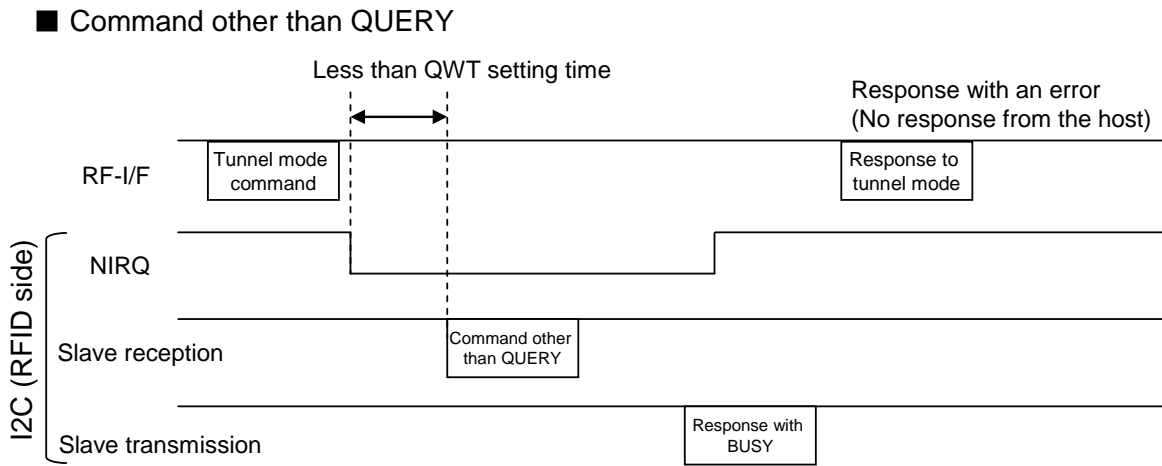 ■ Command other than QUERY
Less than QWT setting time
Response with an error
(No response from the host)
RF-I/F
Tunnel mode
command
Response to
tunnel mode
I2C (RFID side)
NIRQ
Slave reception
Command other
than QUERY
Slave transmission
Response with
BUSY